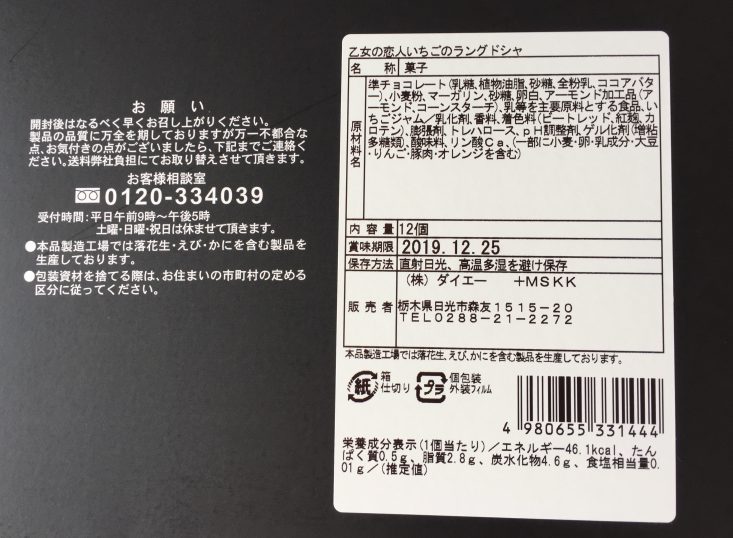 お願い
開封後はなるべく早くお召し上がりください。
製品の品質に万全を期しておりますが万一不都合な
点、お気付きの点がございましたら、下記までご連絡
ください。送料弊社負担にてお取り替えさせて頂きます。
お客様相談室
0120-334039
受付時間:平日午前9時〜午後5時
土曜・日曜・祝日は休ませて頂きます。
●本品製造工場では落花生・えび・かにを含む製品を
生産しております。
●包装資材を捨てる際は、お住まいの市町村の定める
区分に従ってください。
乙女の恋人いちごのラングドシャ
名称 菓子
原材料名
準チョコレート(乳糖、植物油脂、砂糖、全粉乳、ココアバタ
ー)、小麦粉、マーガリン、砂糖、卵白、アーモンド加工品(ア
ーモンド、コーンスターチ)、乳等を主要原料とする食品、い
ちごジャム/乳化剤、香料、着色料(ビートレッド、紅麹、カ
ロテン)、膨張剤、トレハロース、pH調整剤、ゲル化剤(増粘
多糖類)、酸味料、リン酸Ca、(一部に小麦・卵・乳成分・大豆
・りんご・豚肉・オレンジを含む)
内容量 12個
賞味期限 2019.12.25
保存方法 直射日光、高温多湿を避け保存
販売者
(株)ダイエー +MSKK
栃木県日光市森友1515-20
TEL0288-21-2272
本品製造工場では落花生、えび、かにを含む製品を生産しております。
紙 箱
仕切り
プラ 個包装
外装フィルム
4 980655 331444
栄養成分表示(1個当たり)/エネルギー46.1kcal、たん
ぱく質0.5g、脂質2.8g、炭水化物4.6g、食塩相当量0.
01g/(推定値)